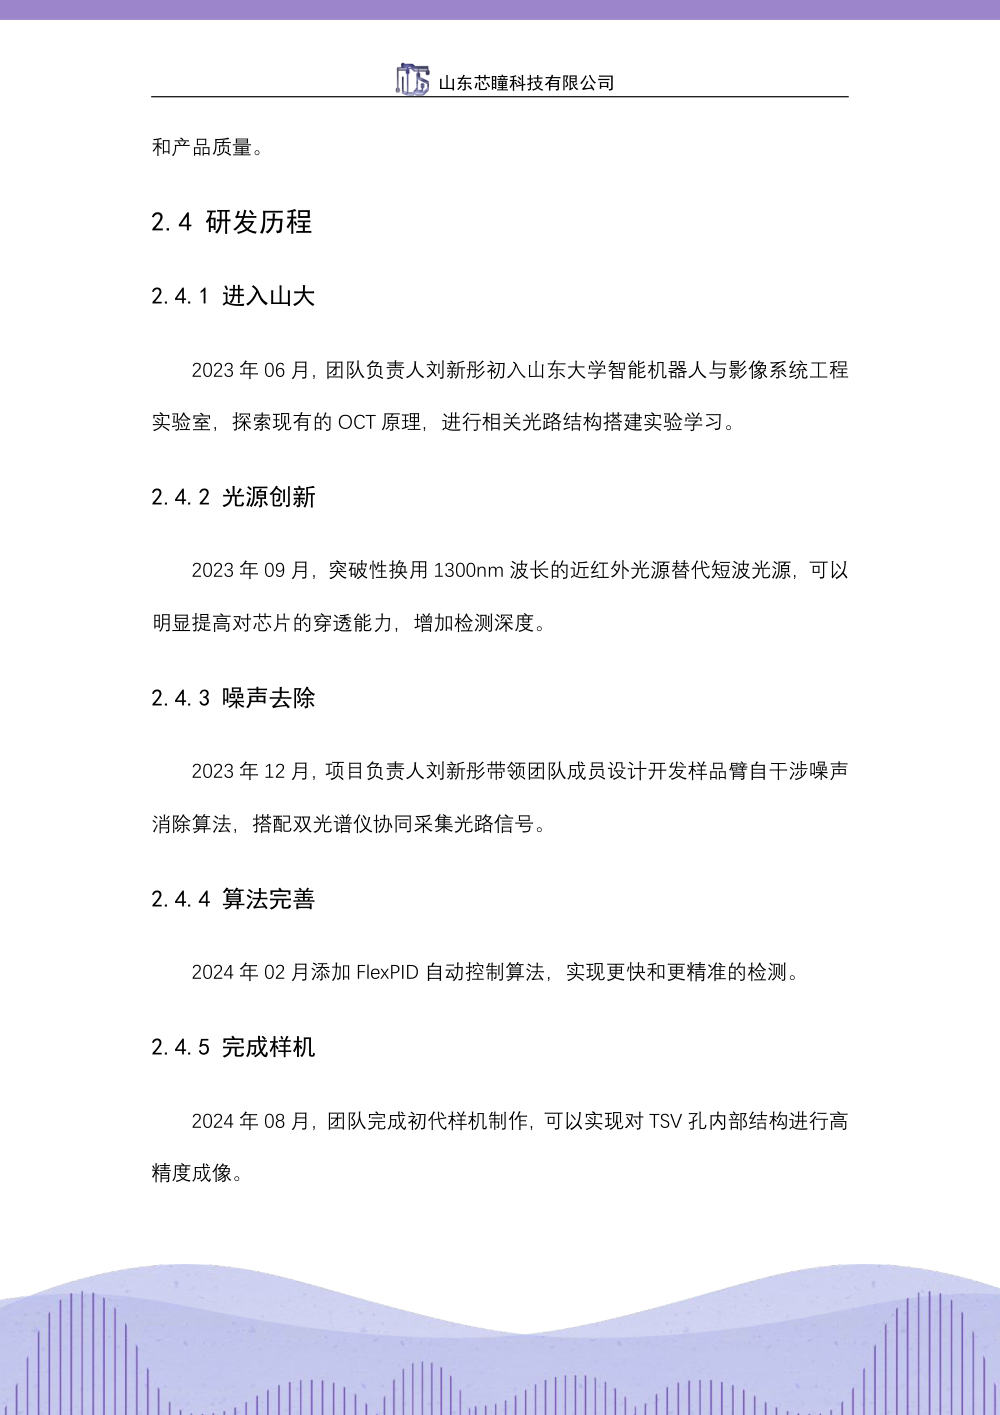 山东芯瞳科技有限公司
和产品质量。
2.4 研发历程
2.4.1 进入山大
2023 年 06 月，团队负责人刘新彤初入山东大学智能机器人与影像系统工程
实验室，探索现有的 OCT 原理，进行相关光路结构搭建实验学习。
2.4.2 光源创新
2023 年 09 月，突破性换用 1300nm 波长的近红外光源替代短波光源，可以
明显提高对芯片的穿透能力，增加检测深度。
2.4.3 噪声去除
2023 年 12 月，项目负责人刘新彤带领团队成员设计开发样品臂自干涉噪声
消除算法，搭配双光谱仪协同采集光路信号。
2.4.4 算法完善
2024 年 02 月添加 FlexPID 自动控制算法，实现更快和更精准的检测。
2.4.5 完成样机
2024 年 08 月，团队完成初代样机制作，可以实现对 TSV 孔内部结构进行高
精度成像。